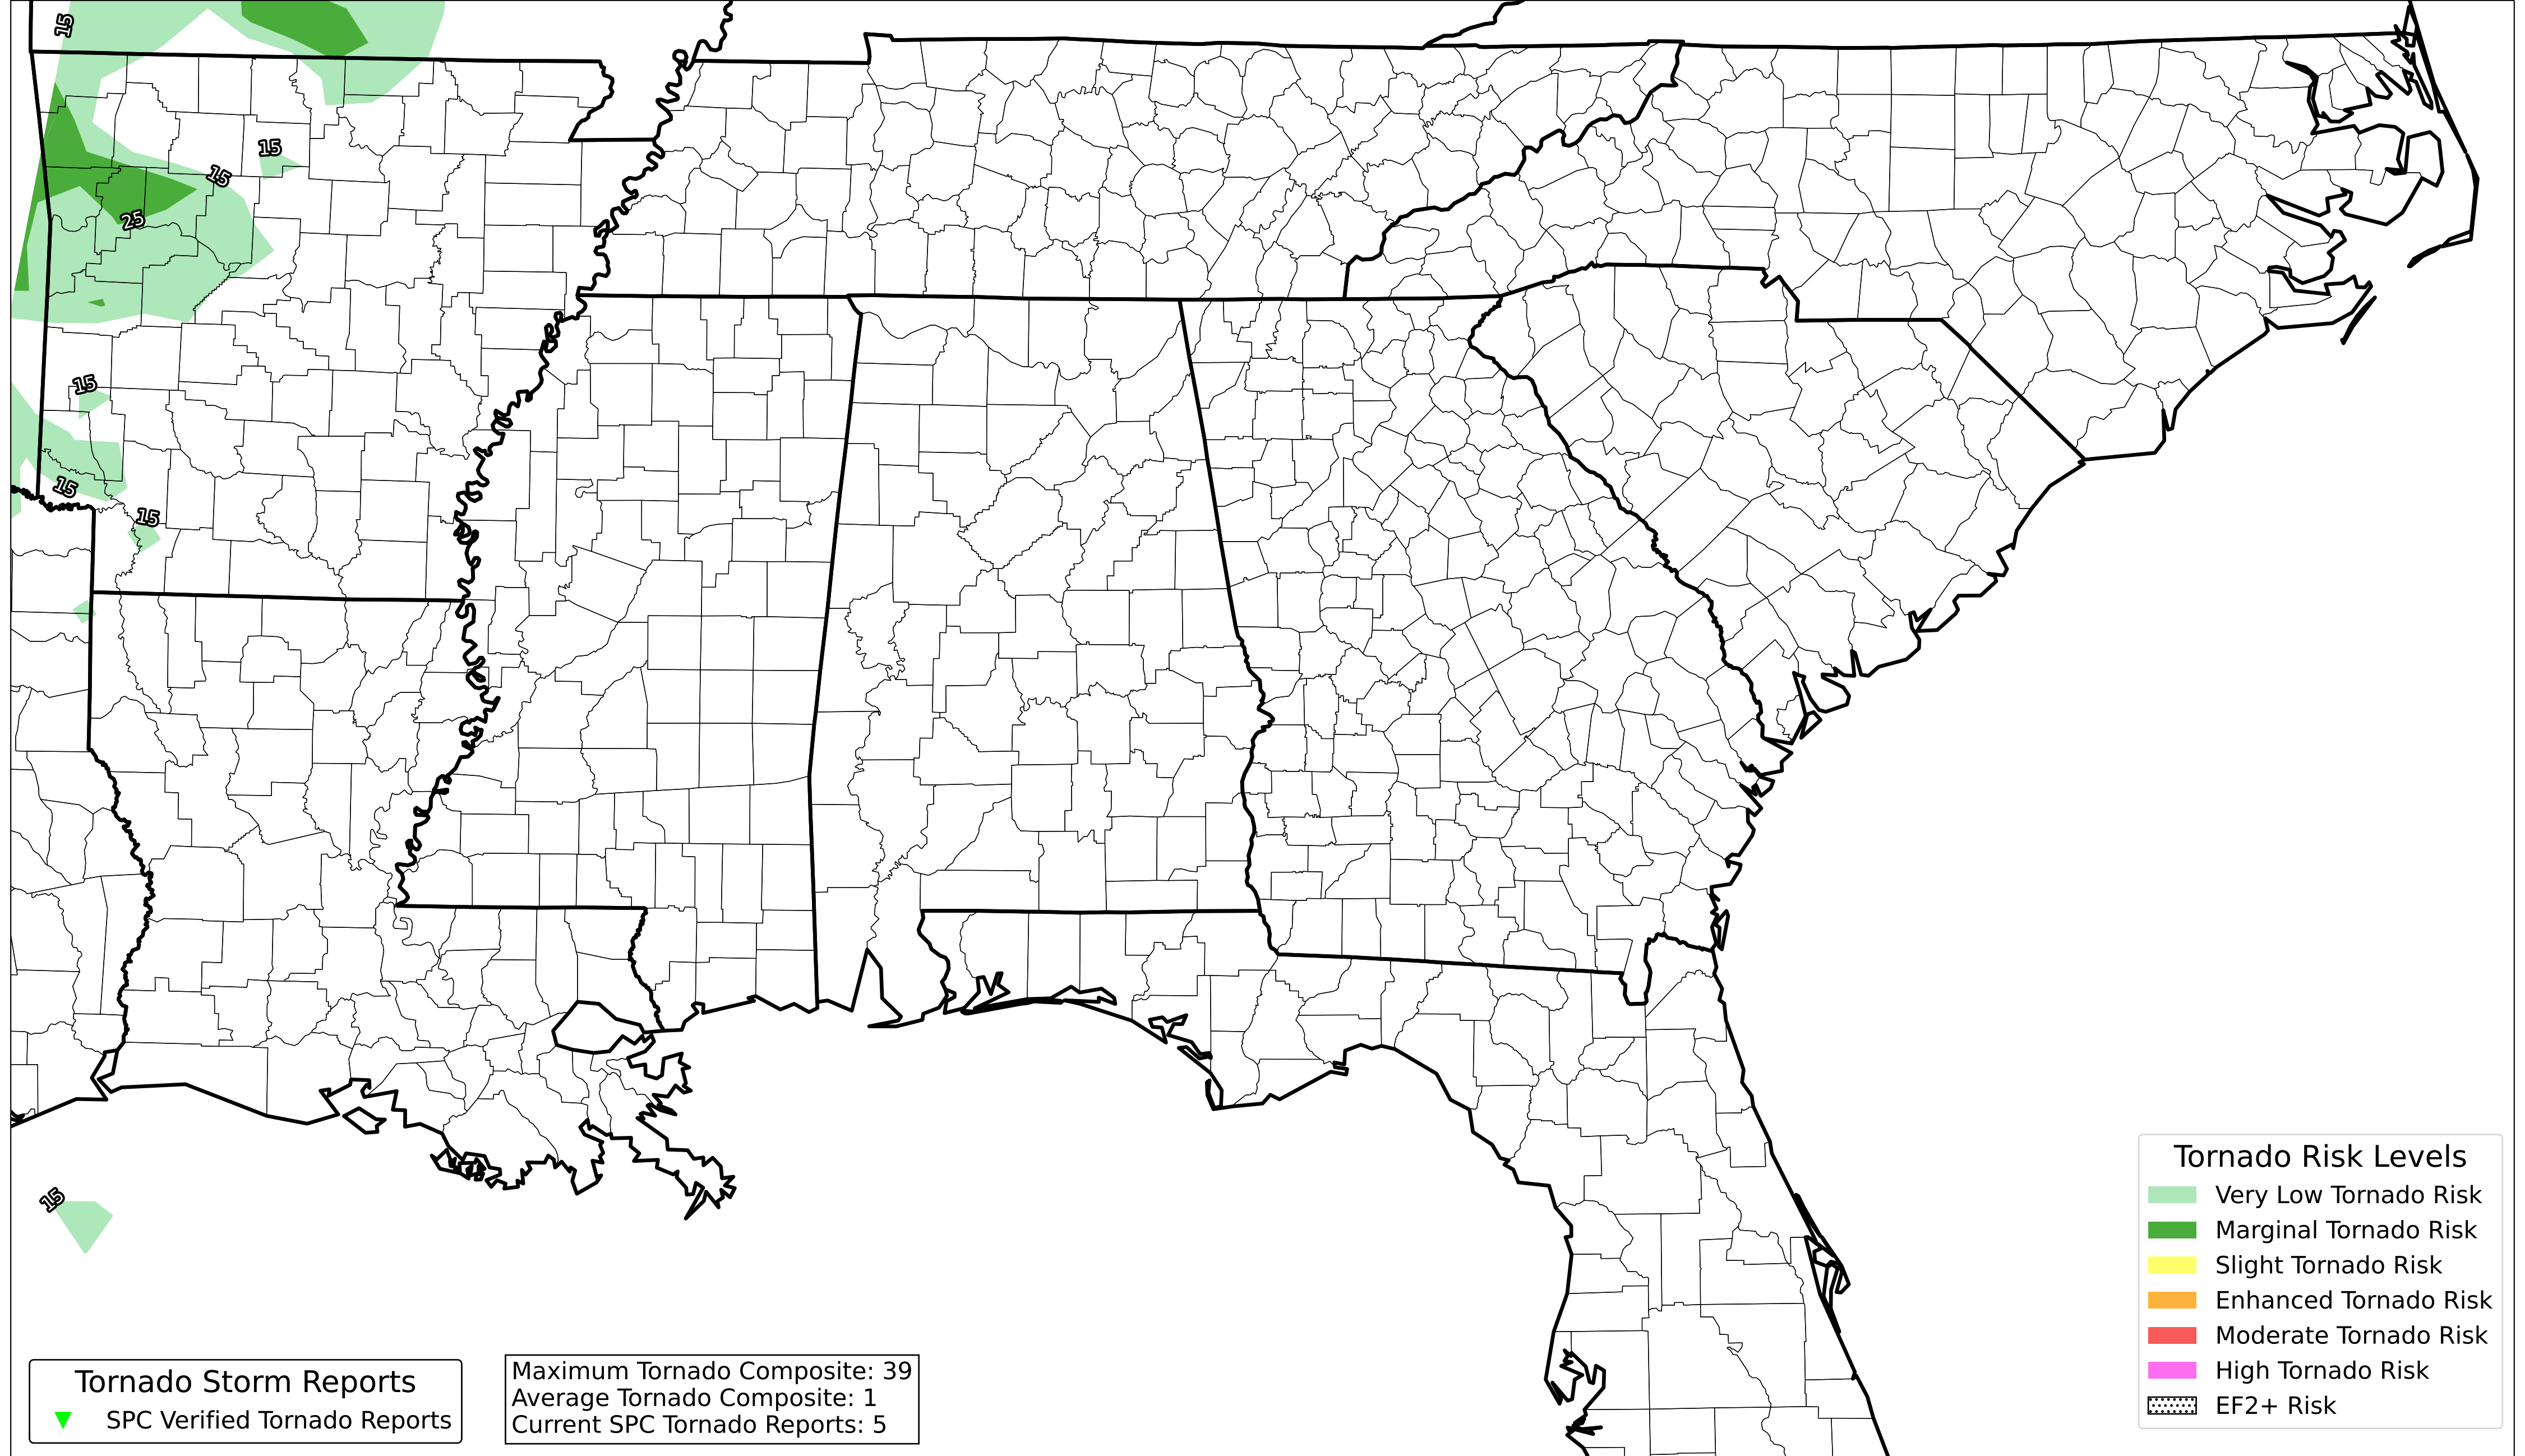 15
15
15
25
15
15
15
15
Tornado Risk Levels
Very Low Tornado Risk
Marginal Tornado Risk
Slight Tornado Risk
Enhanced Tornado Risk
Moderate Tornado Risk
High Tornado Risk
EF2+ Risk
Tornado Storm Reports
SPC Verified Tornado Reports
Maximum Tornado Composite: 39
Average Tornado Composite: 1
Current SPC Tornado Reports: 5